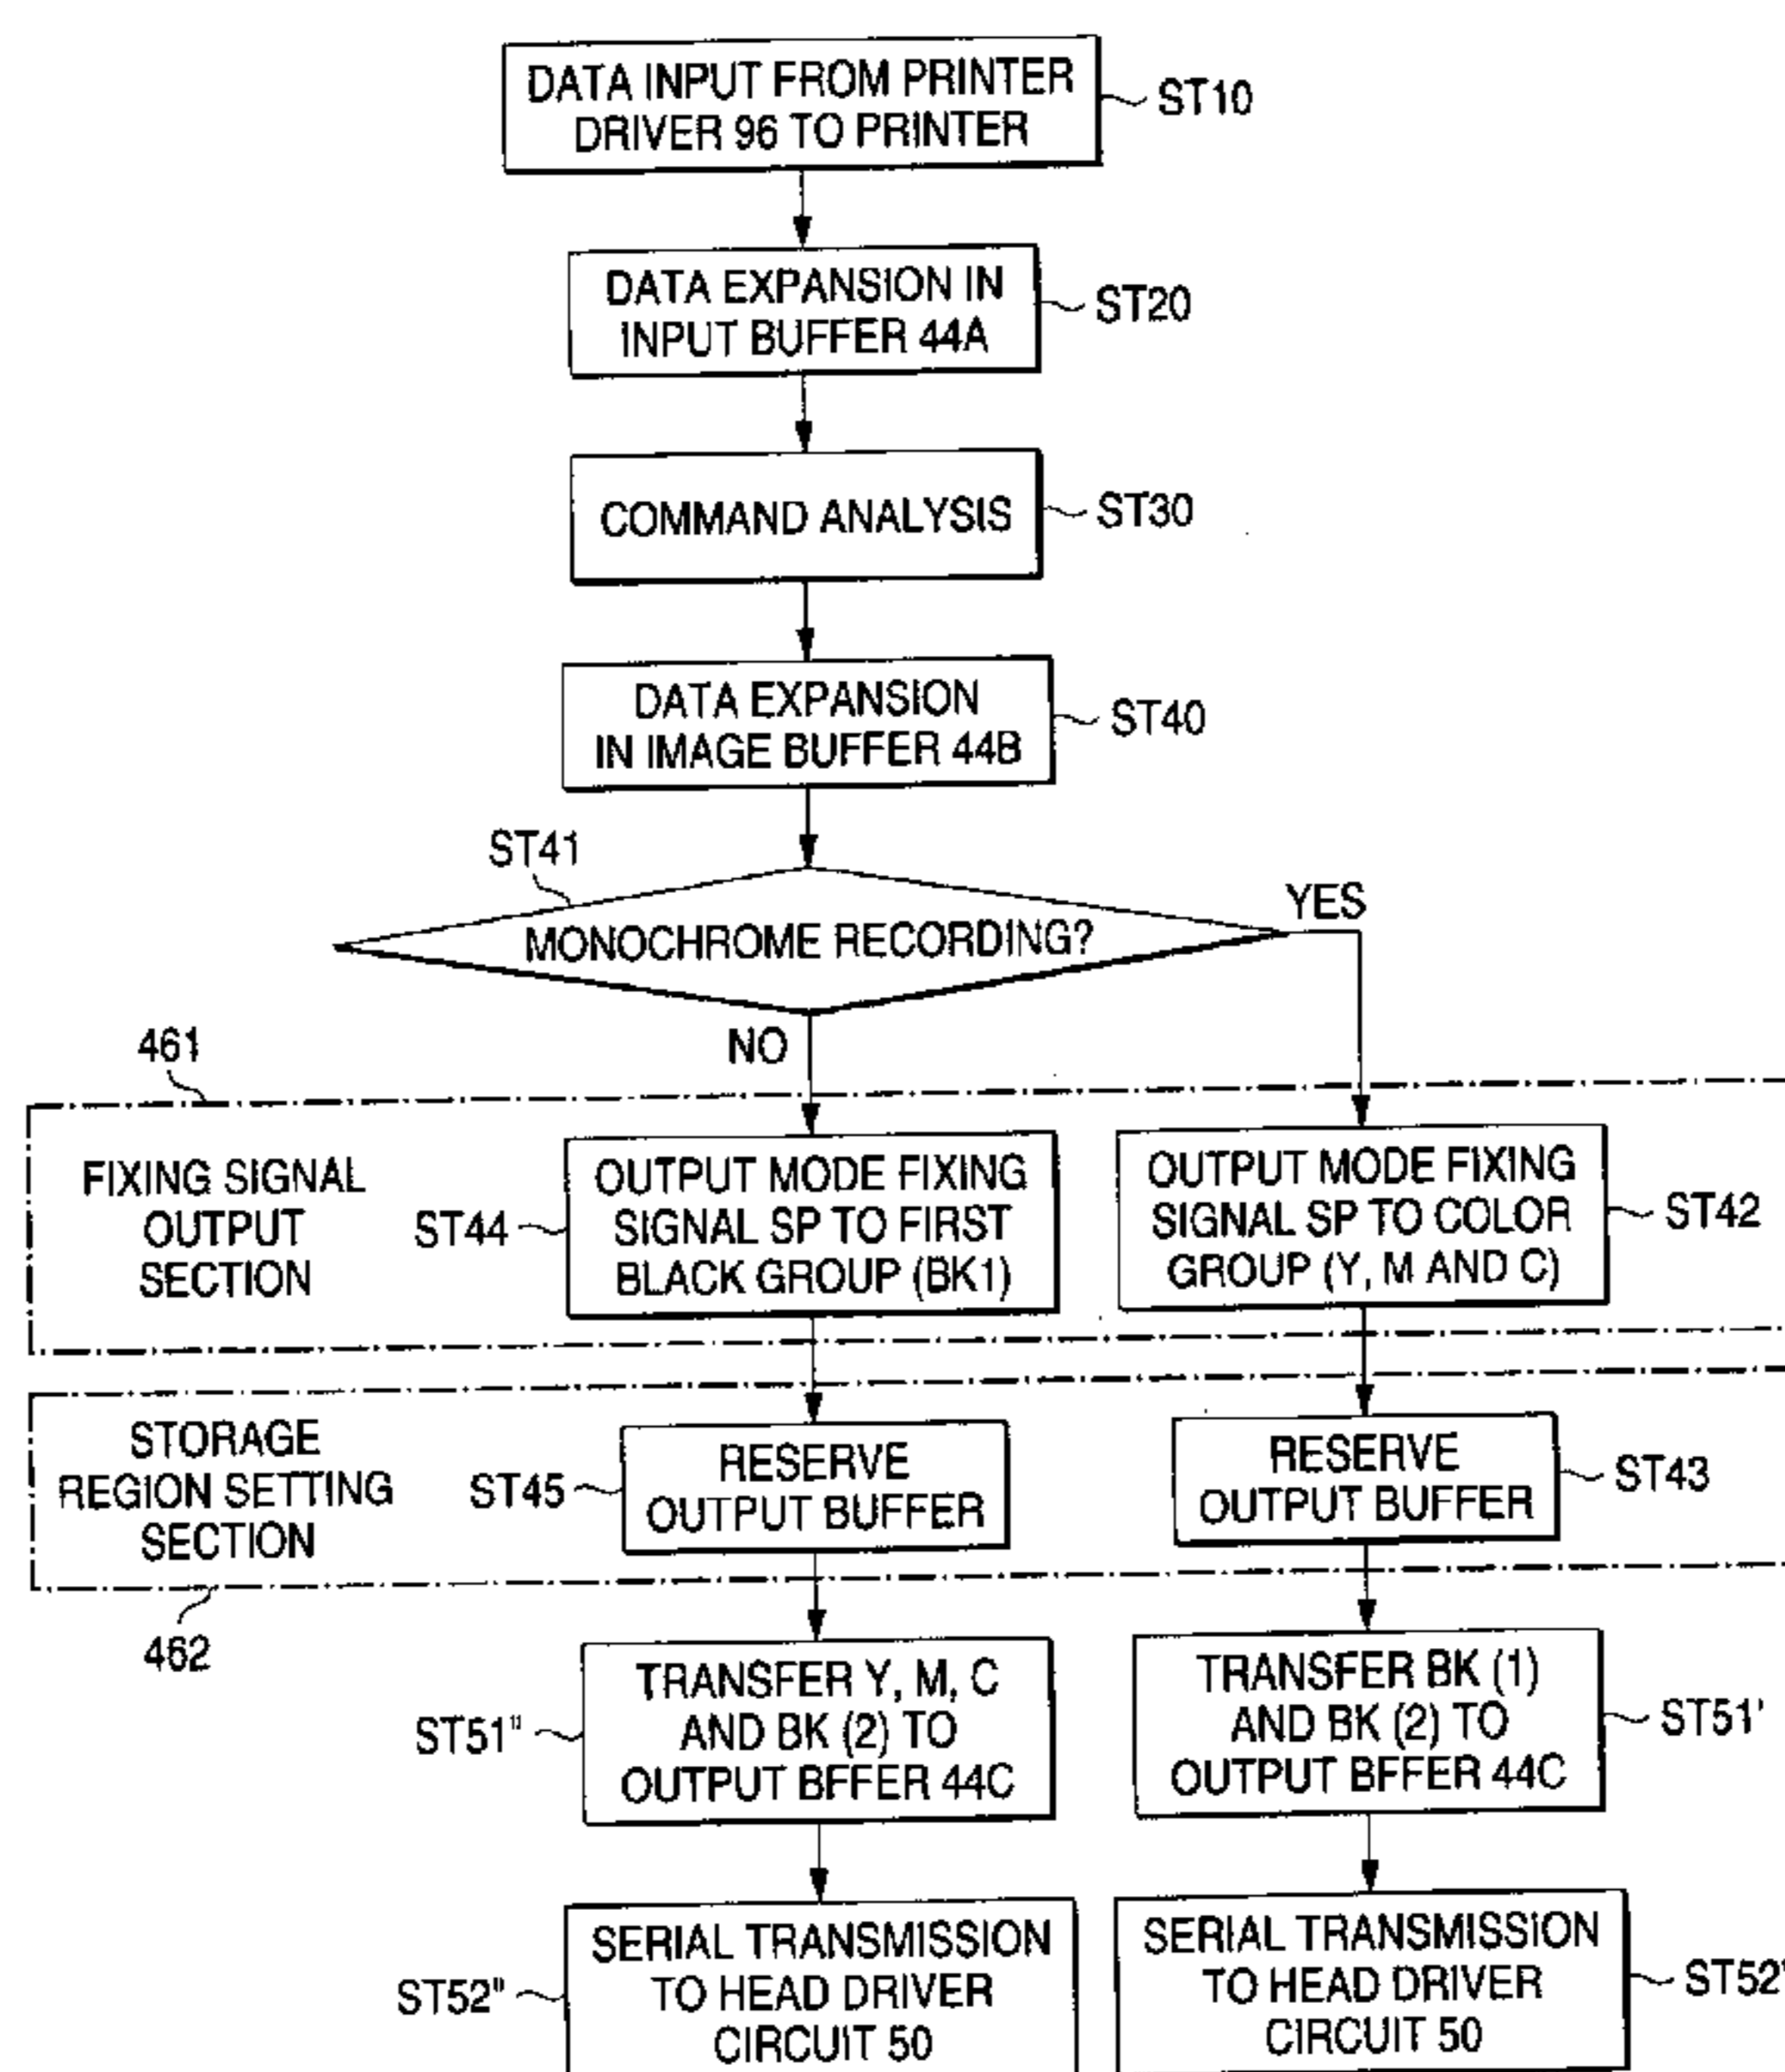 DATA INPUT FROM PRINTER
DRIVER 96 TO PRINTER
ST10
DATA EXPANSION IN
INPUT BUFFER 44A
ST20
COMMAND ANALYSIS
ST30
DATA EXPANSION
IN IMAGE BUFFER 44B
ST40
ST41
MONOCHROME RECORDING?
YES
NO
461
FIXING SIGNAL
OUTPUT
SECTION
ST44
OUTPUT MODE FIXING
SIGNAL SP TO FIRST
BLACK GROUP (BK1)
OUTPUT MODE FIXING
SIGNAL SP TO COLOR
GROUP (Y, M AND C)
ST42
STORAGE
REGION SETTING
SECTION
462
ST45
RESERVE
OUTPUT BUFFER
RESERVE
OUTPUT BUFFER
ST43
ST51"
TRANSFER Y, M, C
AND BK (2) TO
OUTPUT BFFER 44C
TRANSFER BK (1)
AND BK (2) TO
OUTPUT BFFER 44C
ST51'
ST52"
SERIAL TRANSMISSION
TO HEAD DRIVER
CIRCUIT 50
SERIAL TRANSMISSION
TO HEAD DRIVER
CIRCUIT 50
ST52'